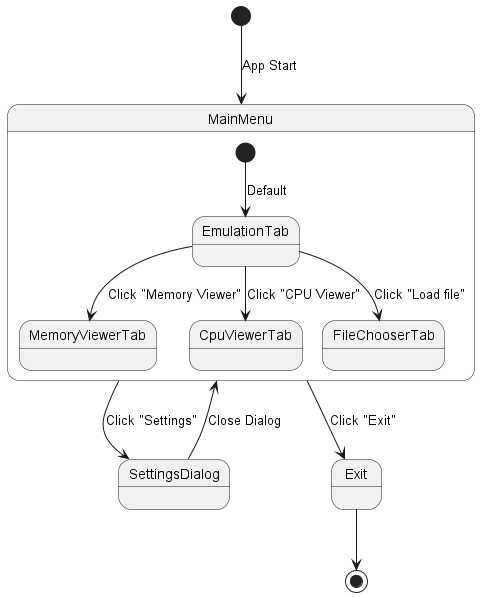 App Start
MainMenu
Default
EmulationTab
Click "Memory Viewer"
Click "CPU Viewer"
Click "Load file"
MemoryViewerTab
CpuViewerTab
FileChooserTab
Click "Settings"
Close Dialog
Click "Exit"
SettingsDialog
Exit